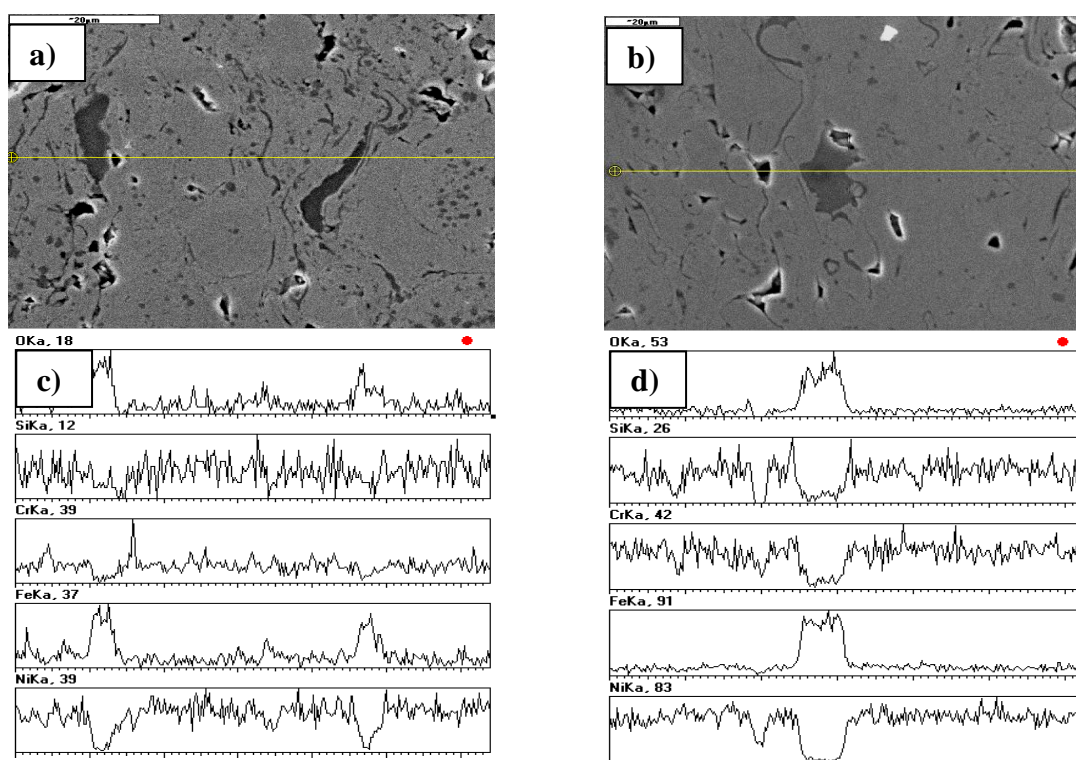 ~20µm
a)
~20µm
b)
OKa, 18
c)
SiKa, 12
CrKa, 39
FeKa, 37
NiKa, 39
OKa, 53
d)
SiKa, 26
CrKa, 42
FeKa, 91
NiKa, 83